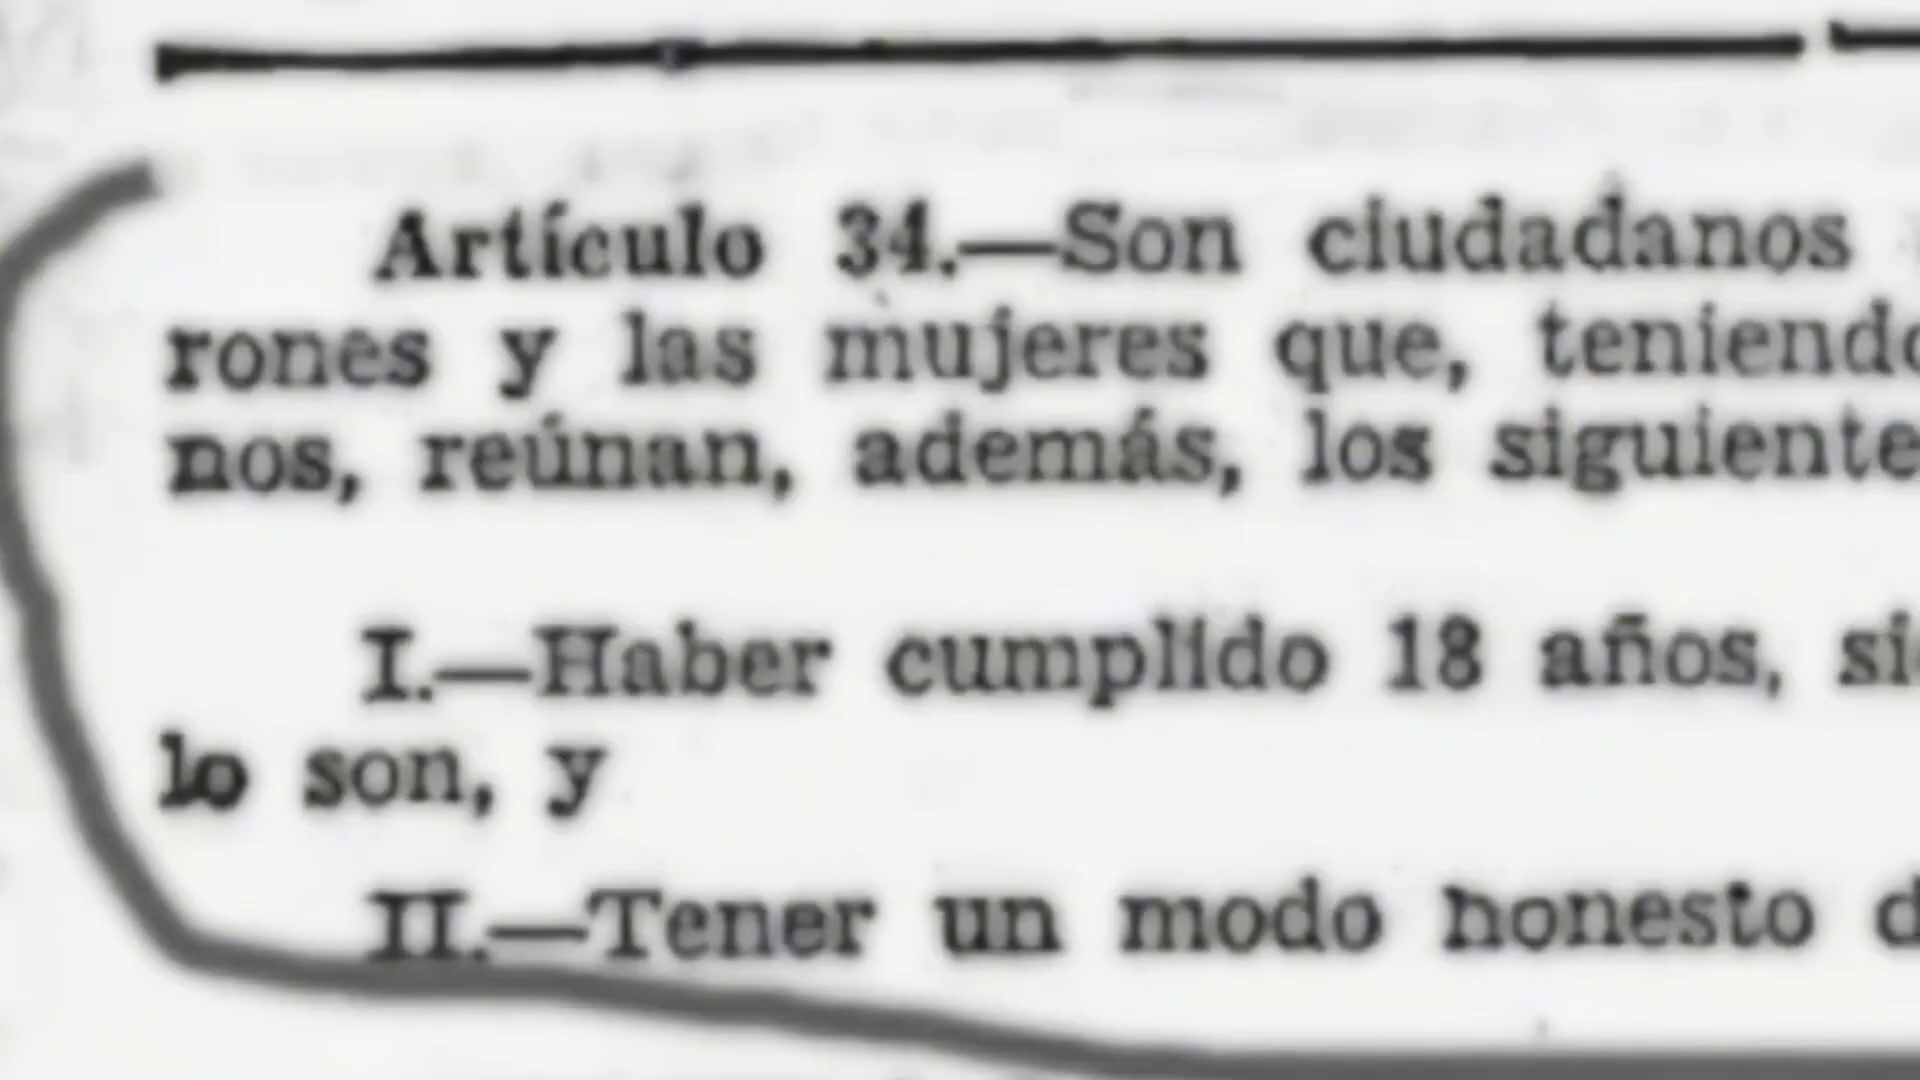 Artículo 34.—Son ciudadanos
rones y las mujeres que, teniendo
nos, reúnan, además, los siguiente
I.—Haber cumplido 18 años, si
lo son, y
II.—Tener un modo honesto d